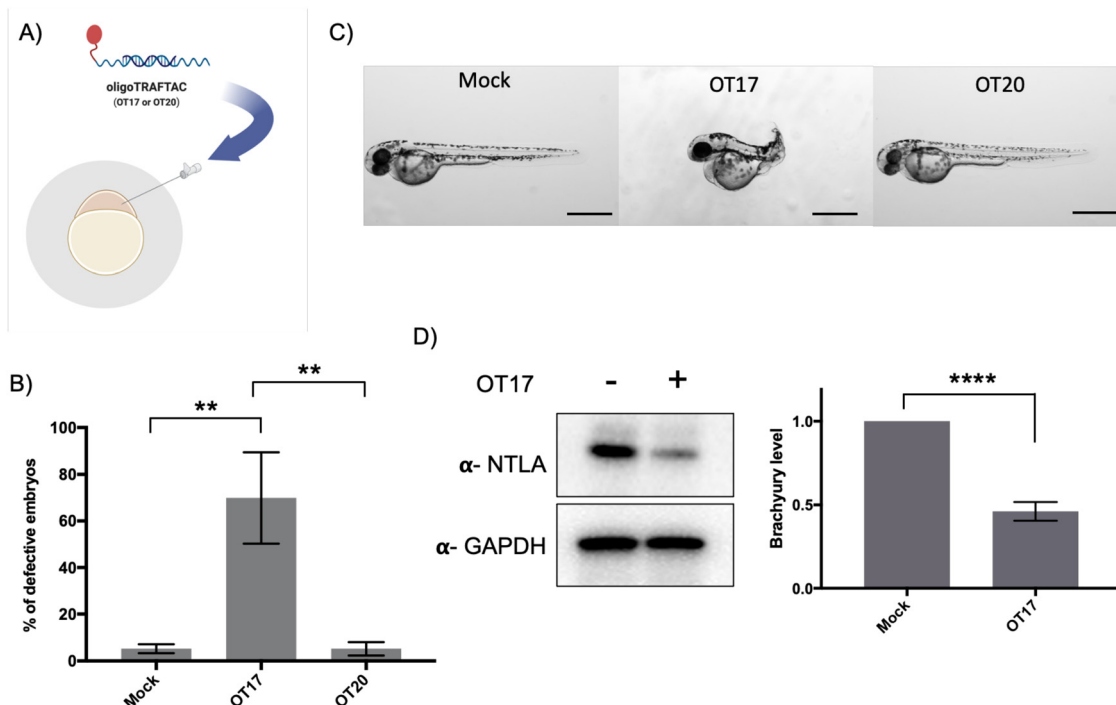 A)
oligoTRAFTAC
(OT17 or OT20)
C)
Mock
OT17
OT20
B)
% of defective embryos
100
80
60
40
20
0
**
**
Mock
OT17
OT20
D)
OT17
-
+
α- NTLA
α- GAPDH
Brachyury level
1.0
0.5
0.0
****
Mock
OT17